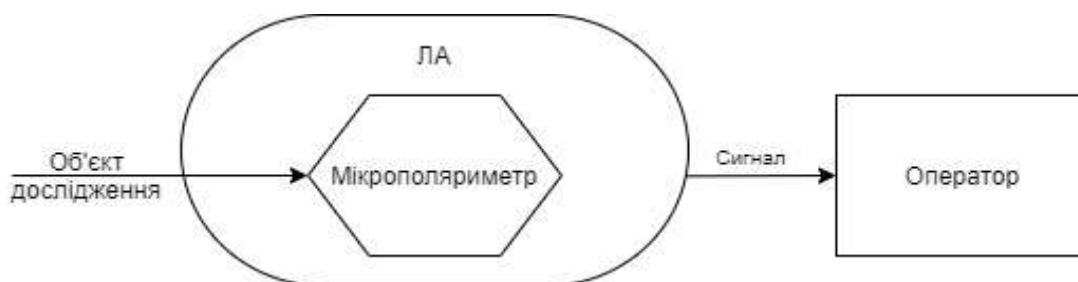 ЛА
Об'єкт
дослідження
Мікрополяриметр
Сигнал
Оператор